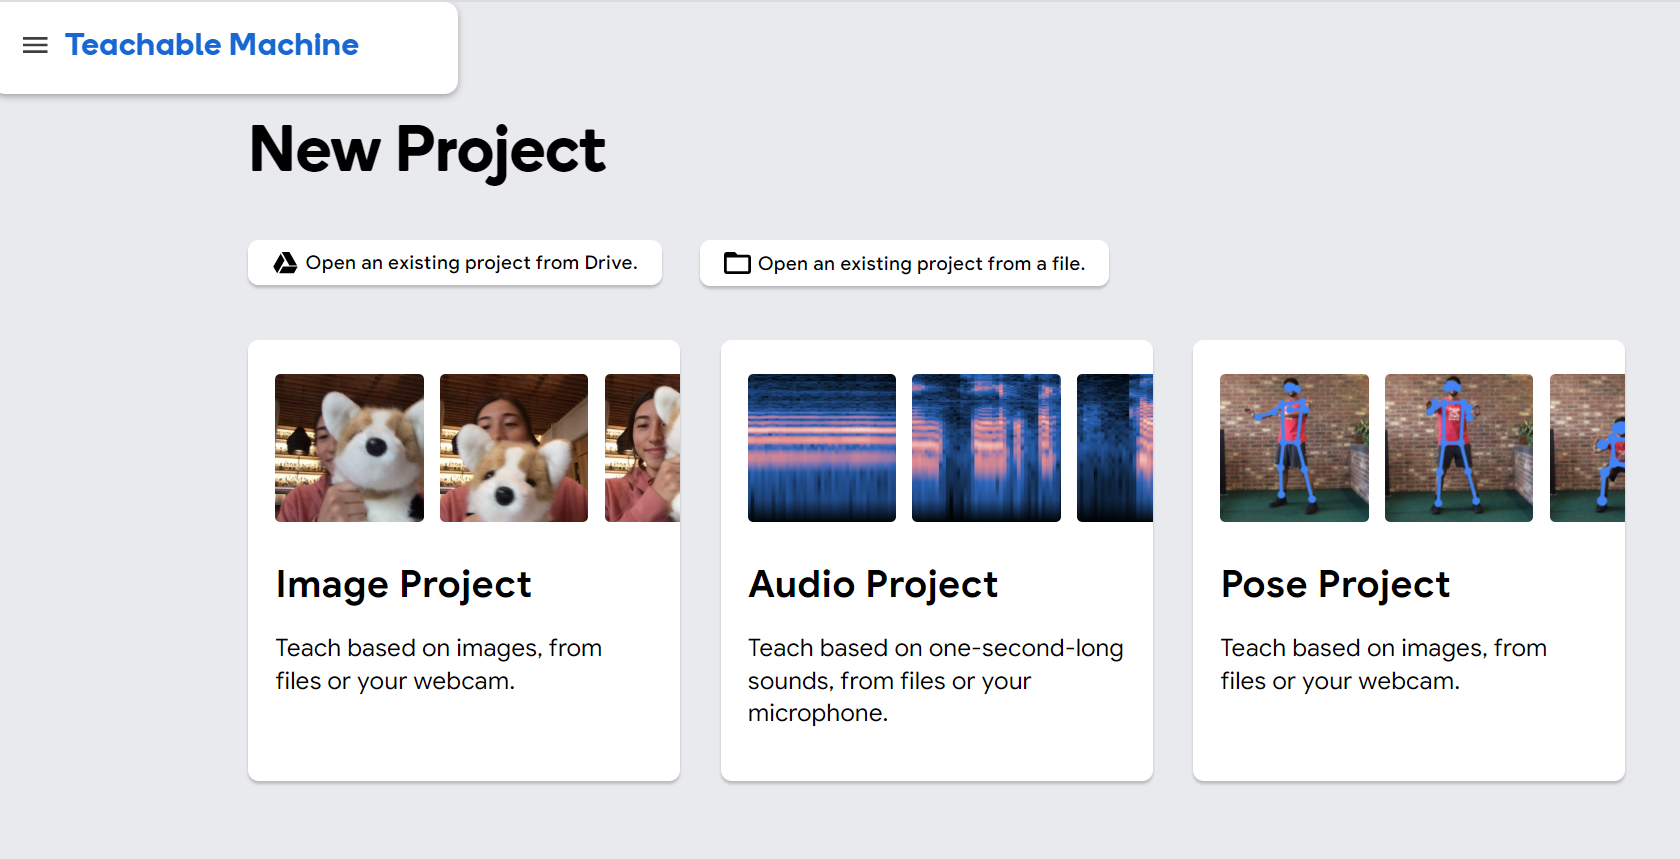 Teachable Machine
New Project
Open an existing project from Drive.
Open an existing project from a file.
Image Project
Teach based on images, from
files or your webcam.
Audio Project
Teach based on one-second-long
sounds, from files or your
microphone.
Pose Project
Teach based on images, from
files or your webcam.